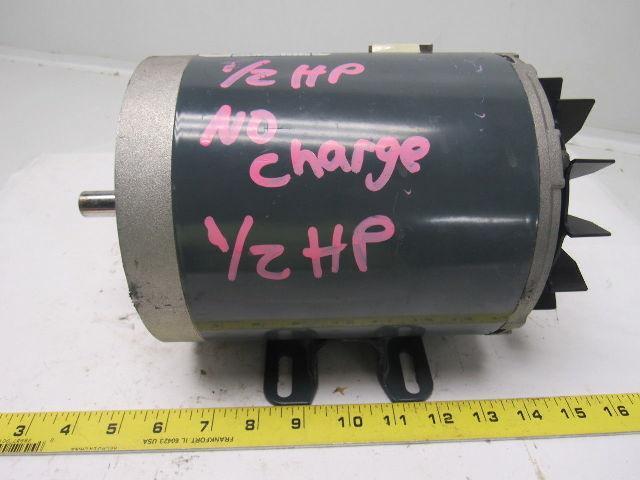 1/2 HP
NO
charge
1/2 HP
3 4 5 6 7 8 9 10 11 12 13 14 15 16
FRANKFORT, IL 60423 USA